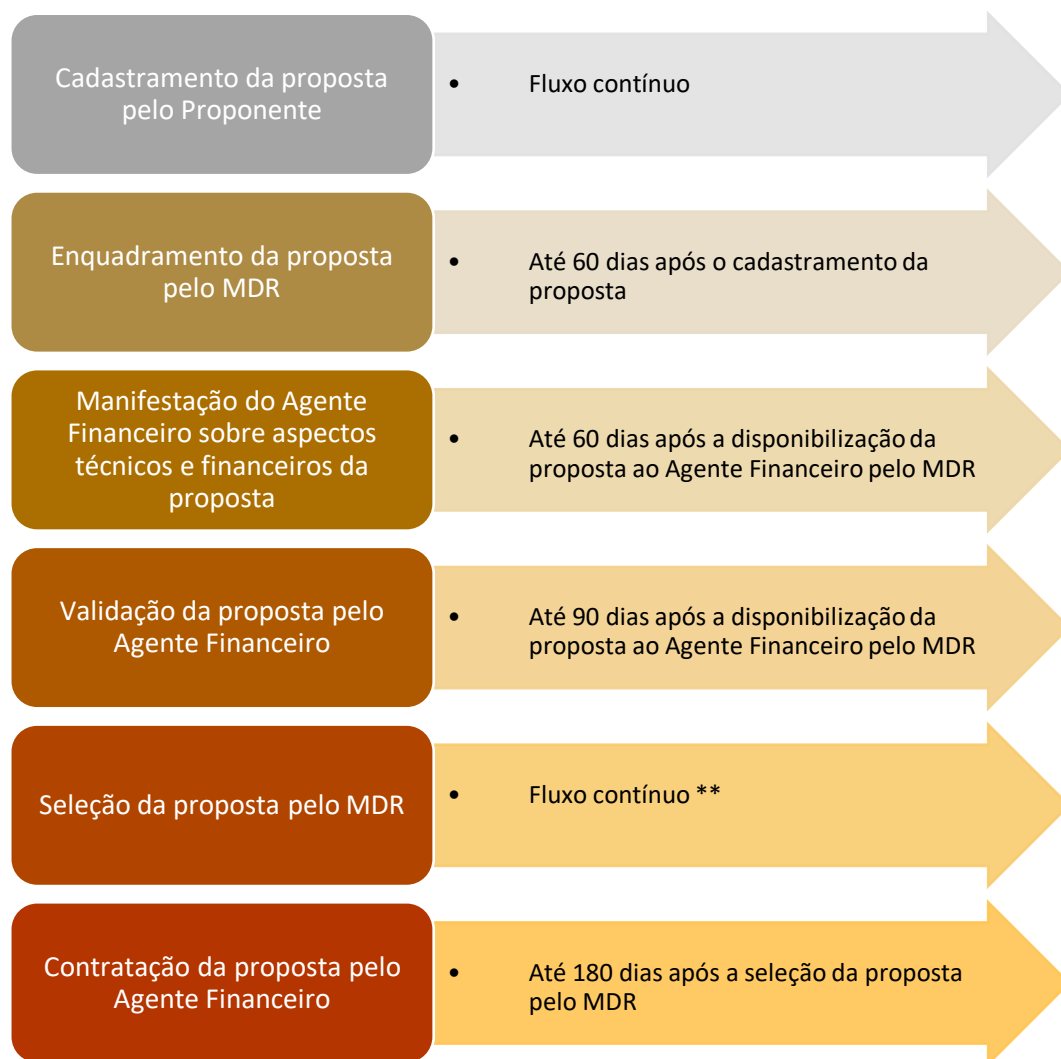 Cadastramento da proposta
pelo Proponente
• Fluxo contínuo
Enquadramento da proposta
pelo MDR
• Até 60 dias após o cadastramento da
proposta
Manifestação do Agente
Financeiro sobre aspectos
técnicos e financeiros da
proposta
• Até 60 dias após a disponibilização da
proposta ao Agente Financeiro pelo MDR
Validação da proposta pelo
Agente Financeiro
• Até 90 dias após a disponibilização da
proposta ao Agente Financeiro pelo MDR
Seleção da proposta pelo MDR
• Fluxo contínuo **
Contratação da proposta pelo
Agente Financeiro
• Até 180 dias após a seleção da proposta
pelo MDR